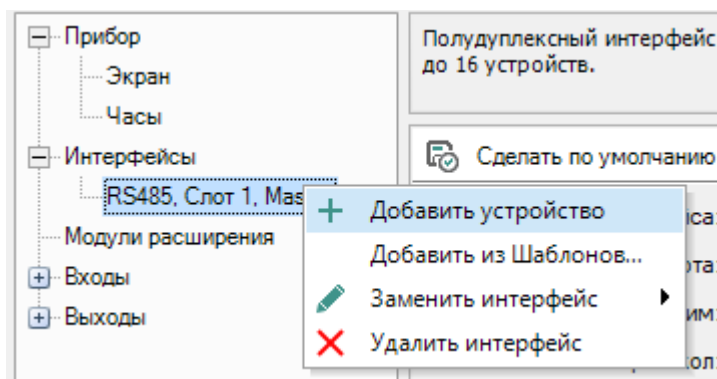 Прибор
Экран
Часы
Интерфейсы
RS485, Слот 1, Mas
Модули расширения
Входы
Выходы
Полудуплексный интерфейс
до 16 устройств.
Сделать по умолчанию
Добавить устройство
Добавить из Шаблонов...
Заменить интерфейс
Удалить интерфейс